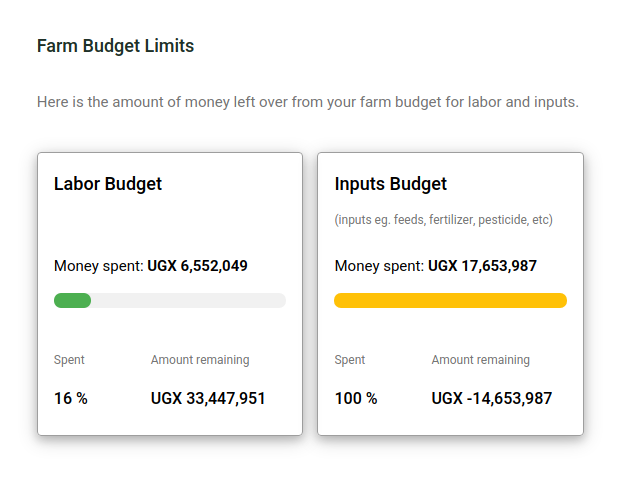 Farm Budget Limits
Here is the amount of money left over from your farm budget for labor and inputs.
Labor Budget
Money spent: UGX 6,552,049
Spent
Amount remaining
16 %
UGX 33,447,951
Inputs Budget
(inputs eg. feeds, fertilizer, pesticide, etc)
Money spent: UGX 17,653,987
Spent
Amount remaining
100 %
UGX -14,653,987